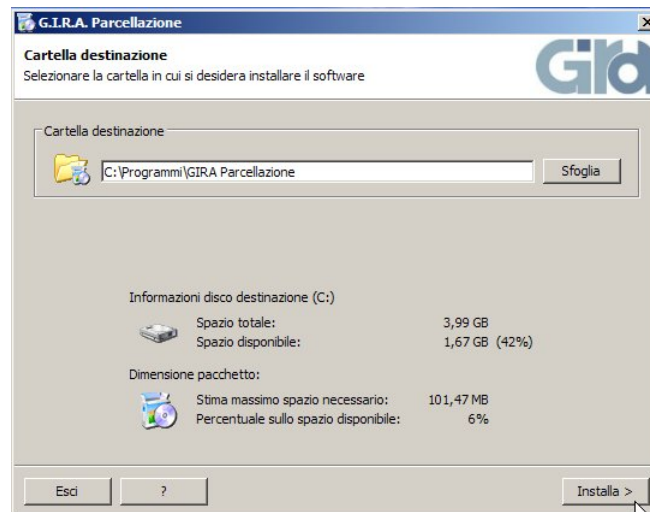 G.I.R.A. Parcellazione
Cartella destinazione
Selezionare la cartella in cui si desidera installare il software
Gira
Cartella destinazione
C:\Programmi\GIRA Parcellazione
Sfoglia
Informazioni disco destinazione (C:)
Spazio totale: 3,99 GB
Spazio disponibile: 1,67 GB (42%)
Dimensione pacchetto:
Stima massimo spazio necessario: 101,47 MB
Percentuale sullo spazio disponibile: 6%
Esci ? Installa >